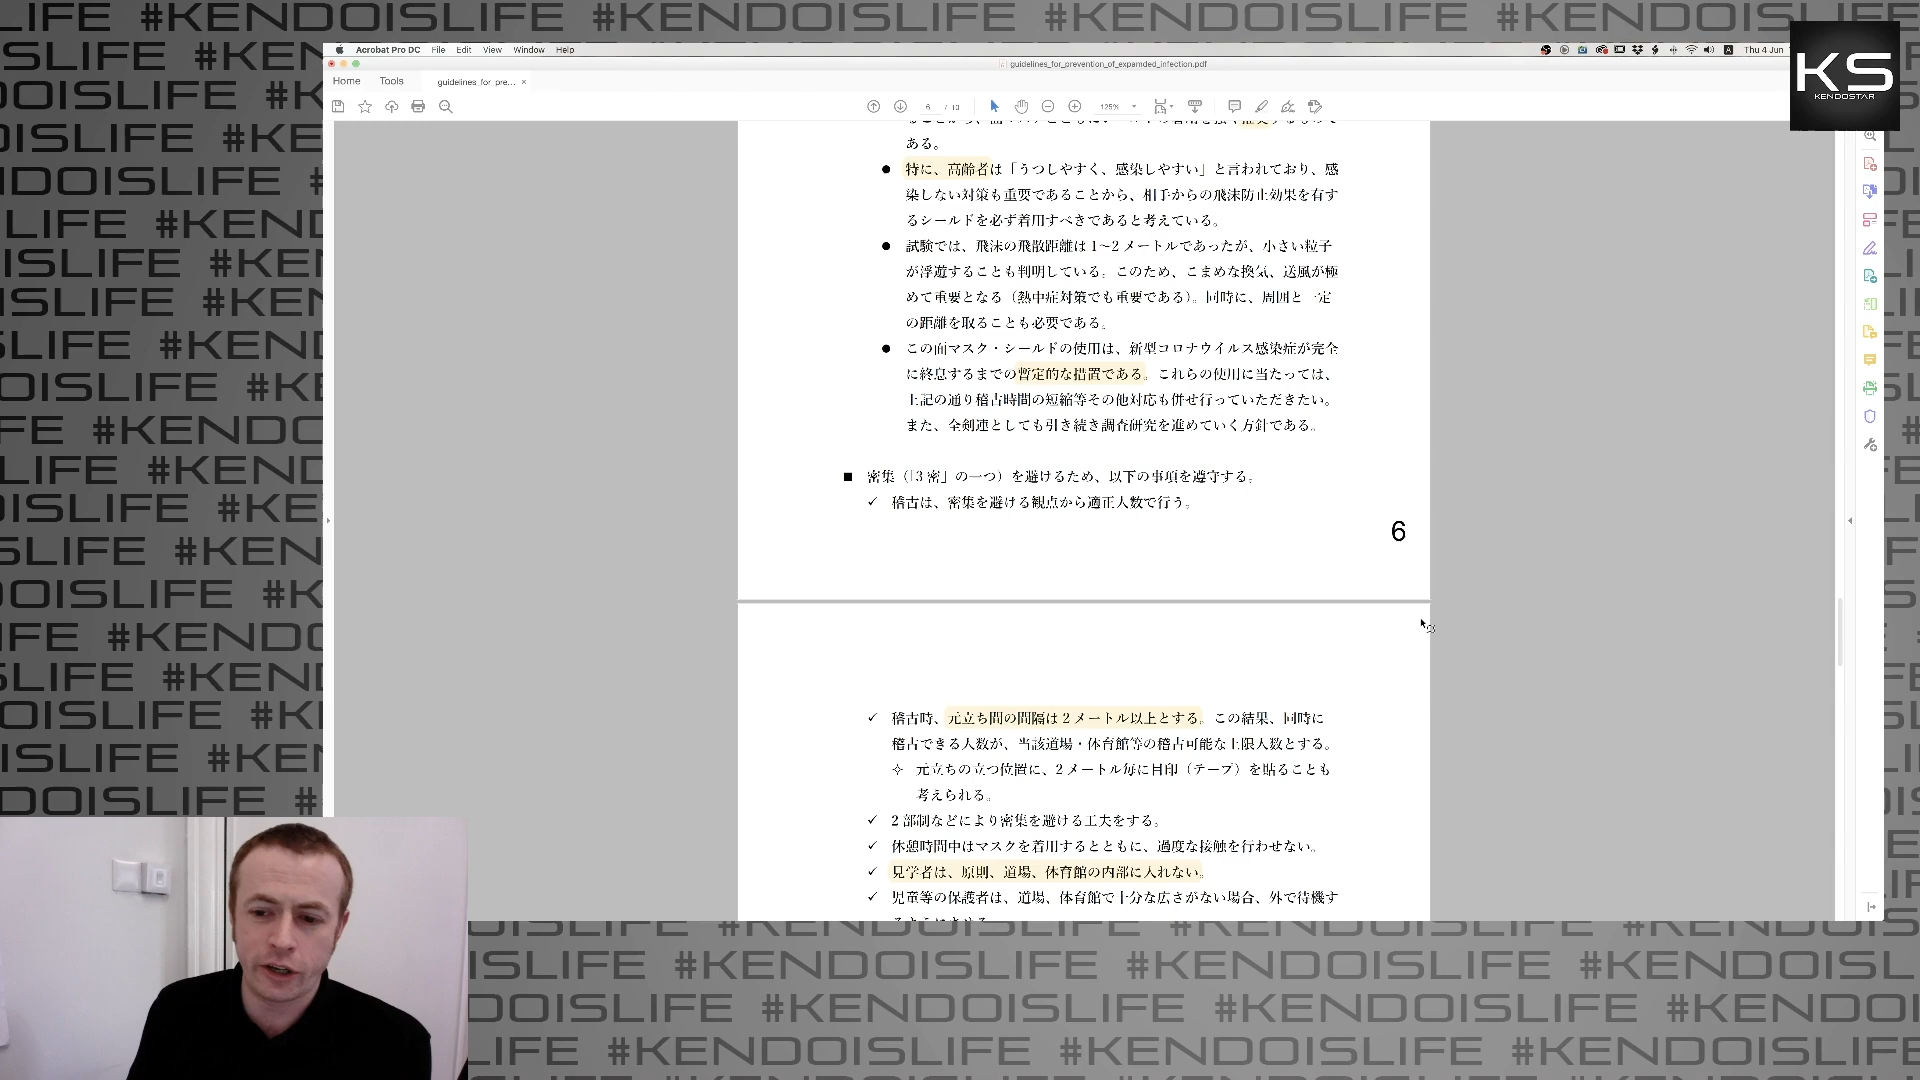 #KENDOISLIFE #KENDOISLIFE #KENDOISLIFE #KENDOISLIFE
KS
KENDOSTAR
Acrobat Pro DC File Edit View Window Help
Thu 4 Jun
guidelines_for_prevention_of_expamded_infection.pdf
Home Tools guidelines_for_pre... ×
6 / 13 125%
ある。
● 特に、高齢者は「うつしやすく、感染しやすい」と言われており、感
染しない対策も重要であることから、相手からの飛沫防止効果を有す
るシールドを必ず着用すべきであると考えている。
● 試験では、飛沫の飛散距離は1~2メートルであったが、小さい粒子
が浮遊することも判明している。このため、こまめな換気、送風が極
めて重要となる（熱中症対策でも重要である）。同時に、周囲と一定
の距離を取ることも必要である。
● この面マスク・シールドの使用は、新型コロナウイルス感染症が完全
に終息するまでの暫定的な措置である。これらの使用に当たっては、
上記の通り稽古時間の短縮等その他対応も併せ行っていただきたい。
また、全剣連としても引き続き調査研究を進めていく方針である。
■ 密集（「3密」の一つ）を避けるため、以下の事項を遵守する。
✓ 稽古は、密集を避ける観点から適正人数で行う。
6
✓ 稽古時、元立ち間の間隔は2メートル以上とする。この結果、同時に
稽古できる人数が、当該道場・体育館等の稽古可能な上限人数とする。
✧ 元立ちの立つ位置に、2メートル毎に目印（テープ）を貼ることも
考えられる。
✓ 2部制などにより密集を避ける工夫をする。
✓ 休憩時間中はマスクを着用するとともに、過度な接触を行わせない。
✓ 見学者は、原則、道場、体育館の内部に入れない。
✓ 児童等の保護者は、道場、体育館で十分な広さがない場合、外で待機す